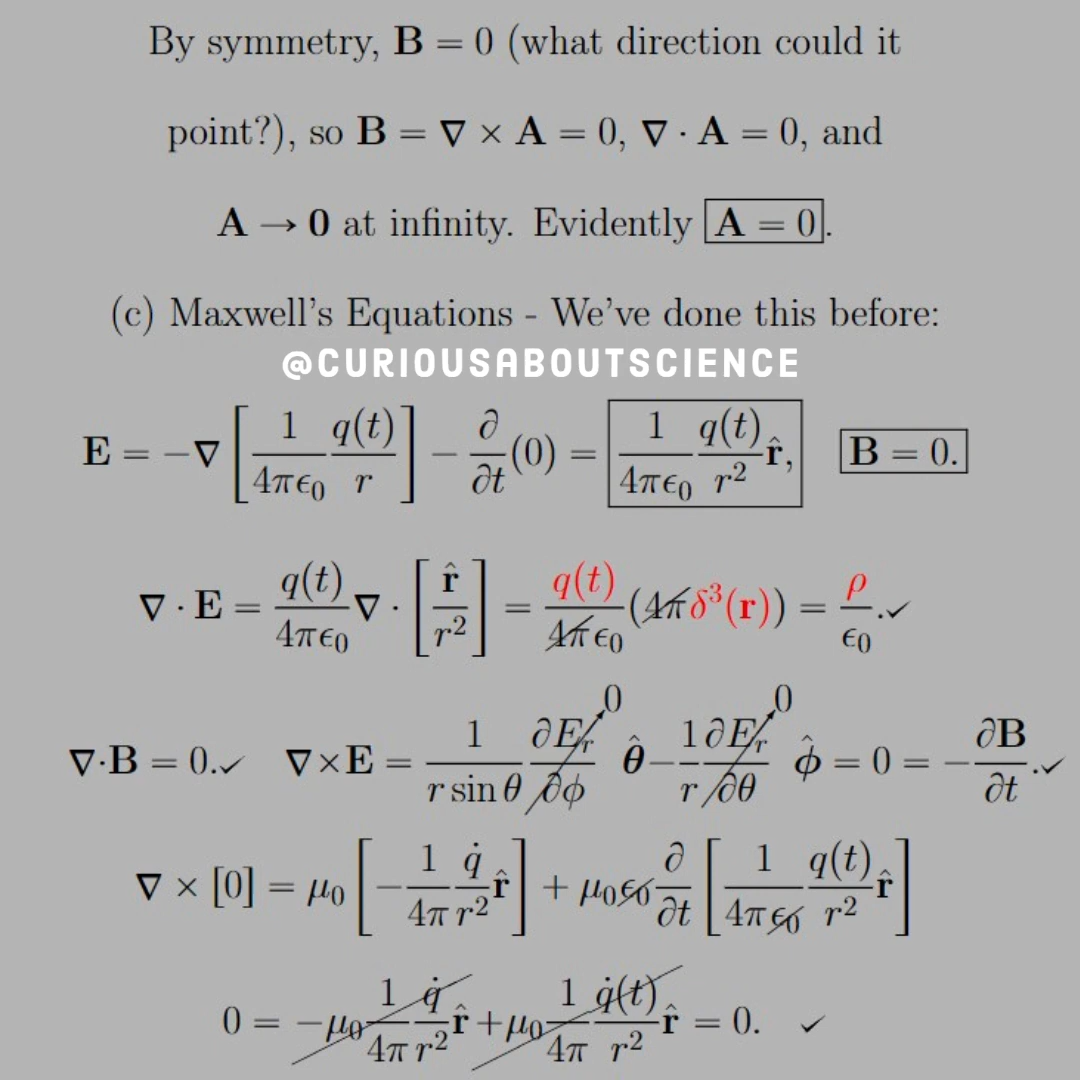 By symmetry, B = 0 (what direction could it
point?), so B = ∇ × A = 0, ∇ · A = 0, and
A → 0 at infinity. Evidently A = 0.
(c) Maxwell's Equations - We've done this before:
@CURIOUSABOUTSCIENCE
E = −∇ [ 1/(4πϵ₀) q(t)/r ] − ∂/∂t (0) = 1/(4πϵ₀) q(t)/r² r̂, B = 0.
∇ · E = q(t)/(4πϵ₀) ∇ · [ r̂/r² ] = q(t)/(4πϵ₀) (4πδ³(r)) = ρ/ϵ₀ .✓
∇·B = 0.✓ ∇×E = 1/(r sin θ) ∂Eᵣ/∂ϕ 0 θ̂ − 1/r ∂Eᵣ/∂θ 0 ϕ̂ = 0 = − ∂B/∂t .✓
∇ × [0] = μ₀ [ − 1/(4π) q̇/r² r̂ ] + μ₀ϵ₀ ∂/∂t [ 1/(4πϵ₀) q(t)/r² r̂ ]
0 = −μ₀ 1/(4π) q̇/r² r̂ + μ₀ 1/(4π) q̇(t)/r² r̂ = 0. ✓